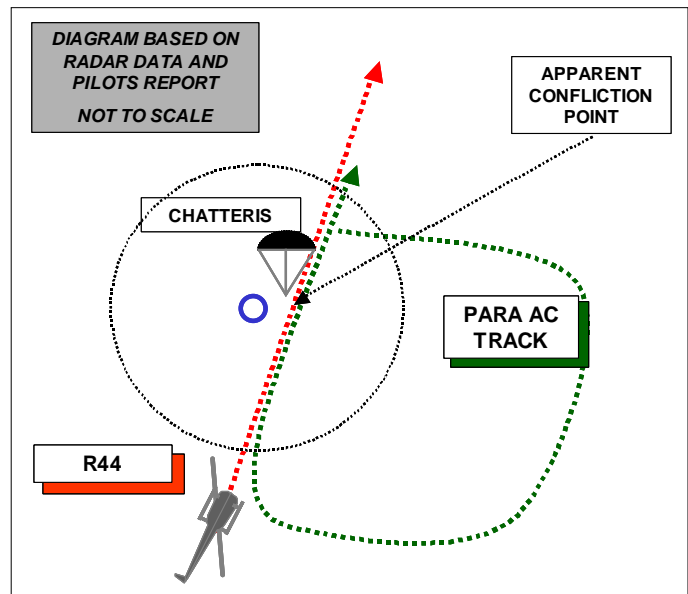 DIAGRAM BASED ON
RADAR DATA AND
PILOTS REPORT
NOT TO SCALE
APPARENT
CONFLICTION
POINT
CHATTERIS
PARA AC
TRACK
R44